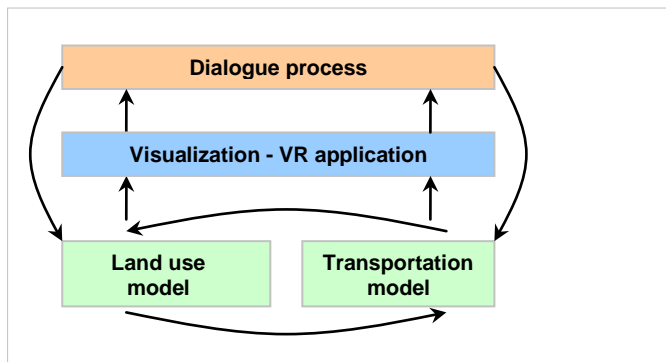 Dialogue process
Visualization - VR application
Land use
model
Transportation
model